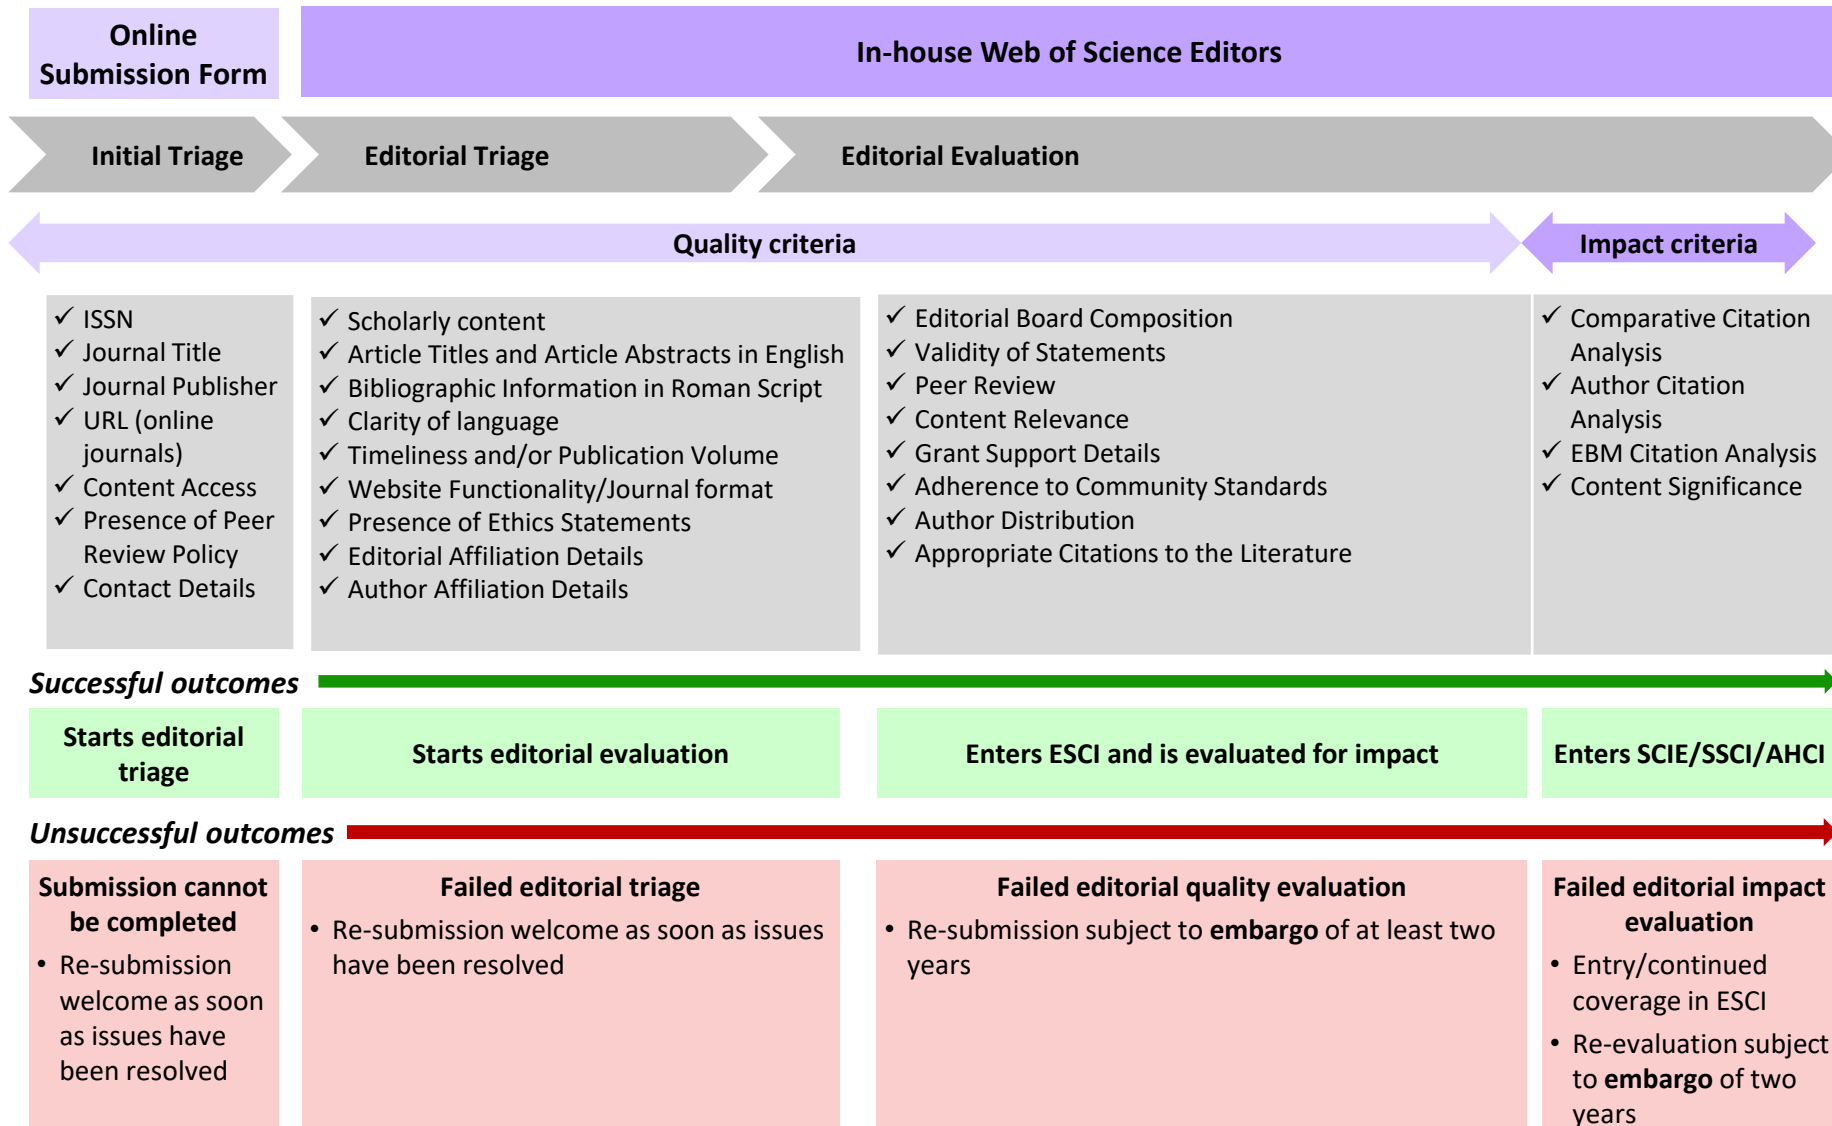 Online
Submission Form
In-house Web of Science Editors
Initial Triage
Editorial Triage
Editorial Evaluation
Quality criteria
Impact criteria
✓ ISSN
✓ Journal Title
✓ Journal Publisher
✓ URL (online
journals)
✓ Content Access
✓ Presence of Peer
Review Policy
✓ Contact Details
✓ Scholarly content
✓ Article Titles and Article Abstracts in English
✓ Bibliographic Information in Roman Script
✓ Clarity of language
✓ Timeliness and/or Publication Volume
✓ Website Functionality/Journal format
✓ Presence of Ethics Statements
✓ Editorial Affiliation Details
✓ Author Affiliation Details
✓ Editorial Board Composition
✓ Validity of Statements
✓ Peer Review
✓ Content Relevance
✓ Grant Support Details
✓ Adherence to Community Standards
✓ Author Distribution
✓ Appropriate Citations to the Literature
✓ Comparative Citation
Analysis
✓ Author Citation
Analysis
✓ EBM Citation Analysis
✓ Content Significance
Successful outcomes
Starts editorial
triage
Starts editorial evaluation
Enters ESCI and is evaluated for impact
Enters SCIE/SSCI/AHCI
Unsuccessful outcomes
Submission cannot
be completed
• Re-submission
welcome as soon
as issues have
been resolved
Failed editorial triage
• Re-submission welcome as soon as issues
have been resolved
Failed editorial quality evaluation
• Re-submission subject to embargo of at least two
years
Failed editorial impact
evaluation
• Entry/continued
coverage in ESCI
• Re-evaluation subject
to embargo of two
years